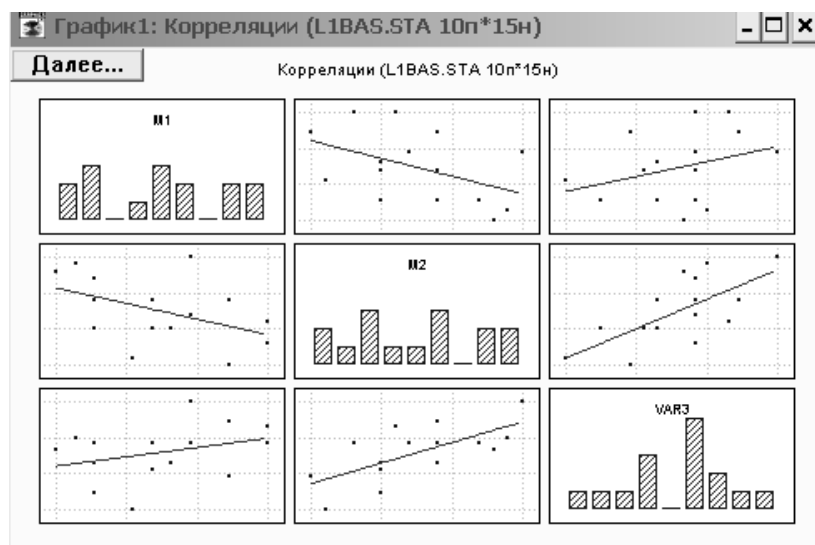 График1: Корреляции (L1BAS.STA 10п*15н)
Далее...
Корреляции (L1BAS.STA 10п*15н)
M1
M2
VAR3